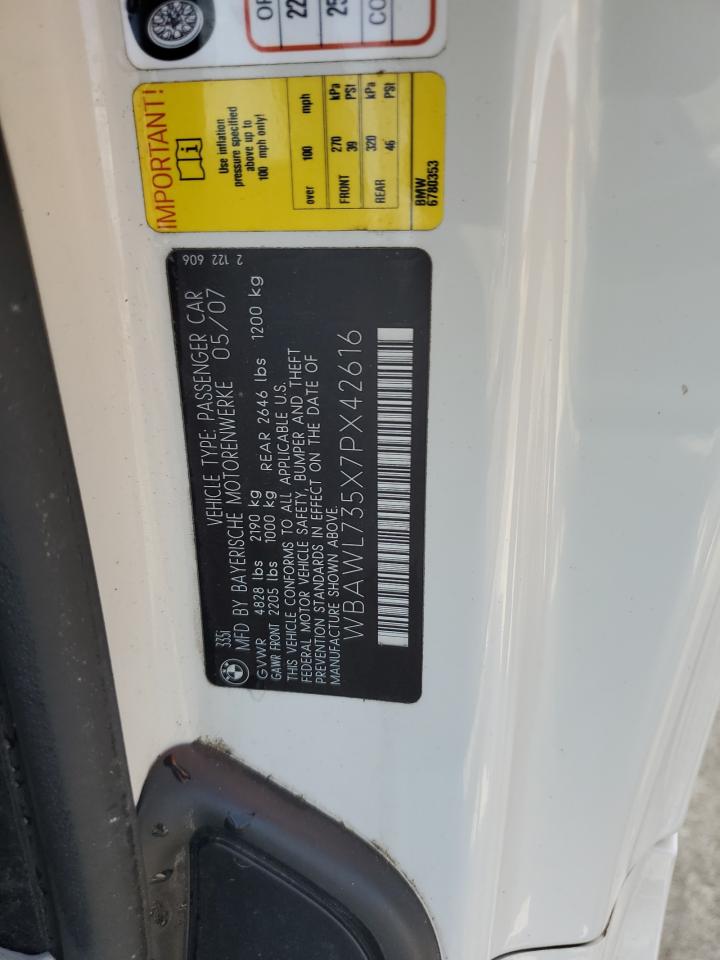 OR
22
25
CO
IMPORTANT!
Use inflation
pressure specified
above up to
100 mph only!
over 100 mph
FRONT 270 kPa
39 PSI
REAR 320 kPa
46 PSI
BMW
6780353
2 122 606
335i VEHICLE TYPE: PASSENGER CAR
MFD BY BAYERISCHE MOTORENWERKE 05/07
GVWR 4828 lbs 2190 kg
GAWR FRONT 2205 lbs 1000 kg REAR 2646 lbs 1200 kg
THIS VEHICLE CONFORMS TO ALL APPLICABLE U.S.
FEDERAL MOTOR VEHICLE SAFETY, BUMPER AND THEFT
PREVENTION STANDARDS IN EFFECT ON THE DATE OF
MANUFACTURE SHOWN ABOVE.
WBAWL735X7PX42616